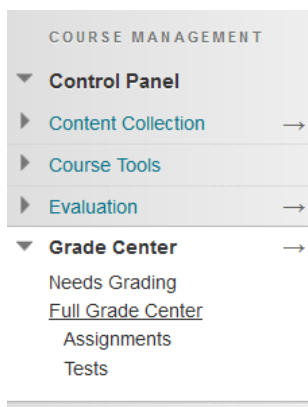 COURSE MANAGEMENT
Control Panel
Content Collection →
Course Tools
Evaluation →
Grade Center →
Needs Grading
Full Grade Center
Assignments
Tests